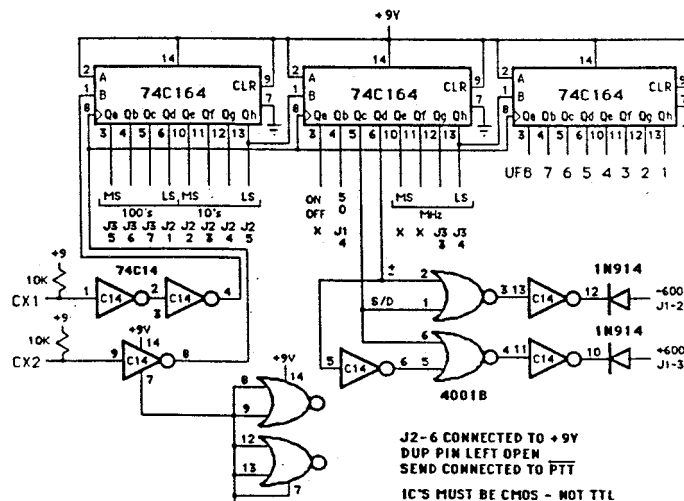 +9V
14 14 14
2 A 9 2 A 9 2 A 9
1 B CLR 1 B CLR 1 B CLR
74C164 7 74C164 7 74C164 7
8 Qa Qb Qc Qd Qe Qf Qg Qh 8 Qa Qb Qc Qd Qe Qf Qg Qh 8 Qa Qb Qc Qd Qe Qf Qg Qh
3 4 5 6 10 11 12 13 3 4 5 6 10 11 12 13 3 4 5 6 10 11 12 13
UFB 7 6 5 4 3 2 1
MS LS MS LS MS LS
100's 10's ON 5 MHz
OFF 0
J3 J3 J3 J2 J2 J2 J2 J2 X J1 X X J3 J3
5 6 7 1 2 3 4 5 4 3 4
+9 74C14
10K ±
1 C14 2 3 C14 4 2 3 13 C14 12 1N914 -600
CX1 S/D 1 J1-2
+9
10K +9V 6 1N914
14 4 11 C14 10 +600
CX2 9 C14 8 5 C14 6 5 J1-3
7 +9V 4001B
14
8
9
12 J2-6 CONNECTED TO +9V
DUP PIN LEFT OPEN
13 SEND CONNECTED TO PTT
7
IC'S MUST BE CMOS - NOT TTL